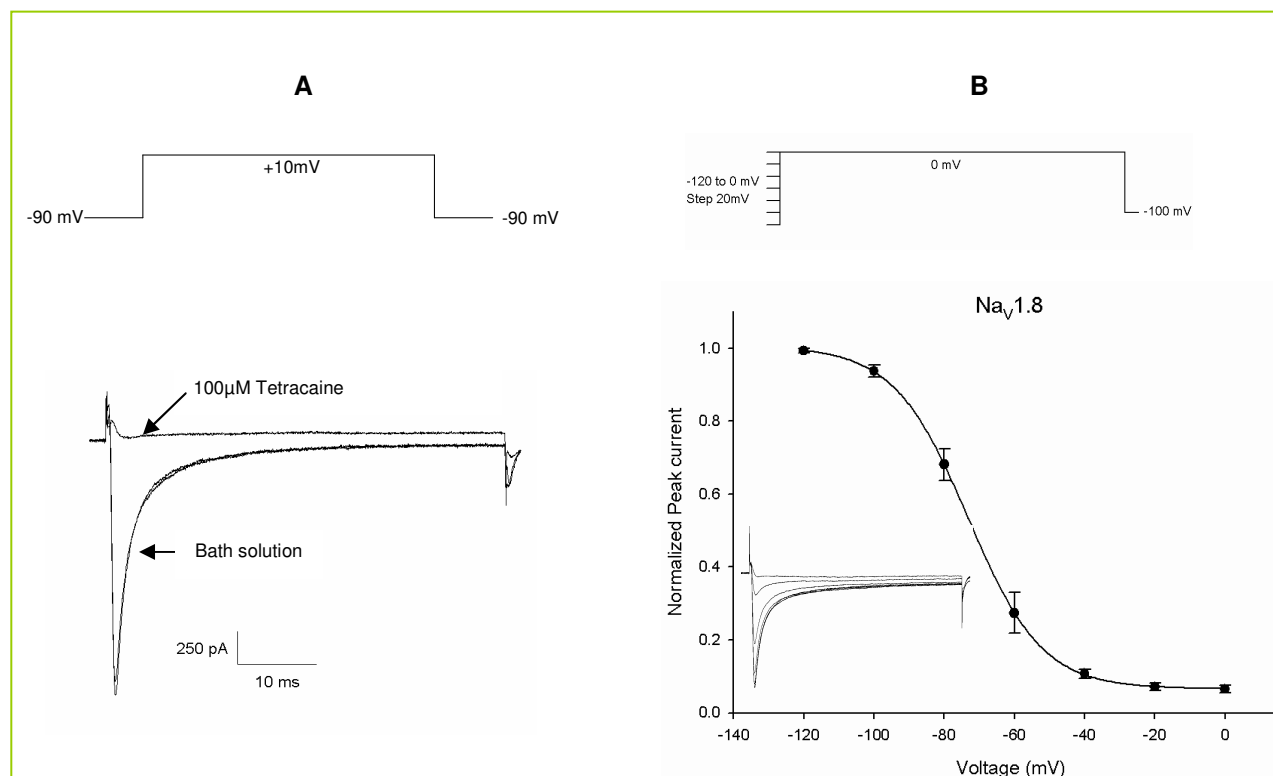 A
+10mV
-90 mV
-90 mV
100µM Tetracaine
Bath solution
250 pA
10 ms
B
-120 to 0 mV
Step 20mV
0 mV
-100 mV
NaV1.8
Normalized Peak current
1.0
0.8
0.6
0.4
0.2
0.0
-140 -120 -100 -80 -60 -40 -20 0
Voltage (mV)